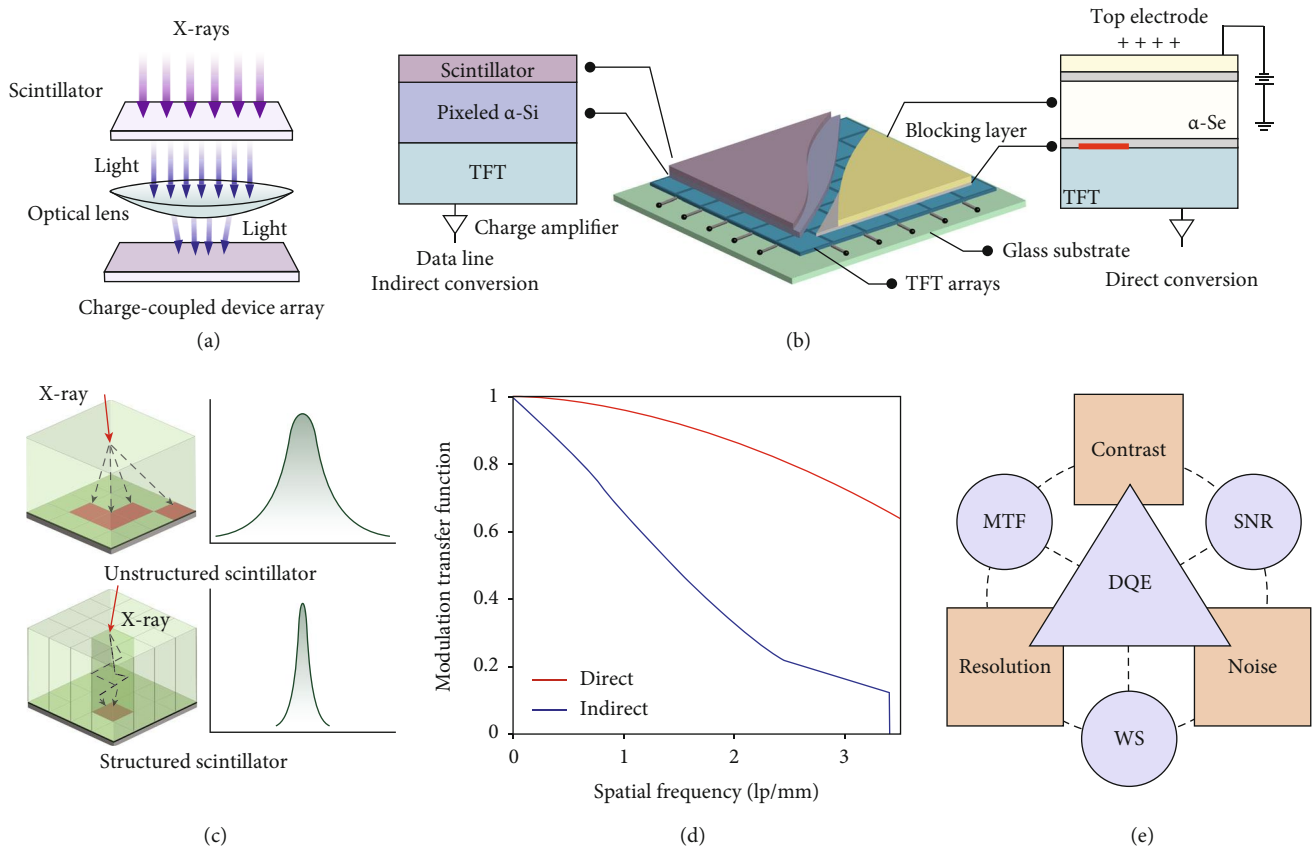 X-rays
Scintillator
Light
Optical lens
Light
Charge-coupled device array
(a)
Scintillator
Pixeled α-Si
TFT
Charge amplifier
Data line
Indirect conversion
Blocking layer
Glass substrate
TFT arrays
Top electrode
+ + + +
α-Se
TFT
Direct conversion
(b)
X-ray
Unstructured scintillator
X-ray
Structured scintillator
(c)
Modulation transfer function
1
0.8
0.6
0.4
0.2
0
Direct
Indirect
0 1 2 3
Spatial frequency (lp/mm)
(d)
Contrast
MTF
SNR
DQE
Resolution
Noise
WS
(e)